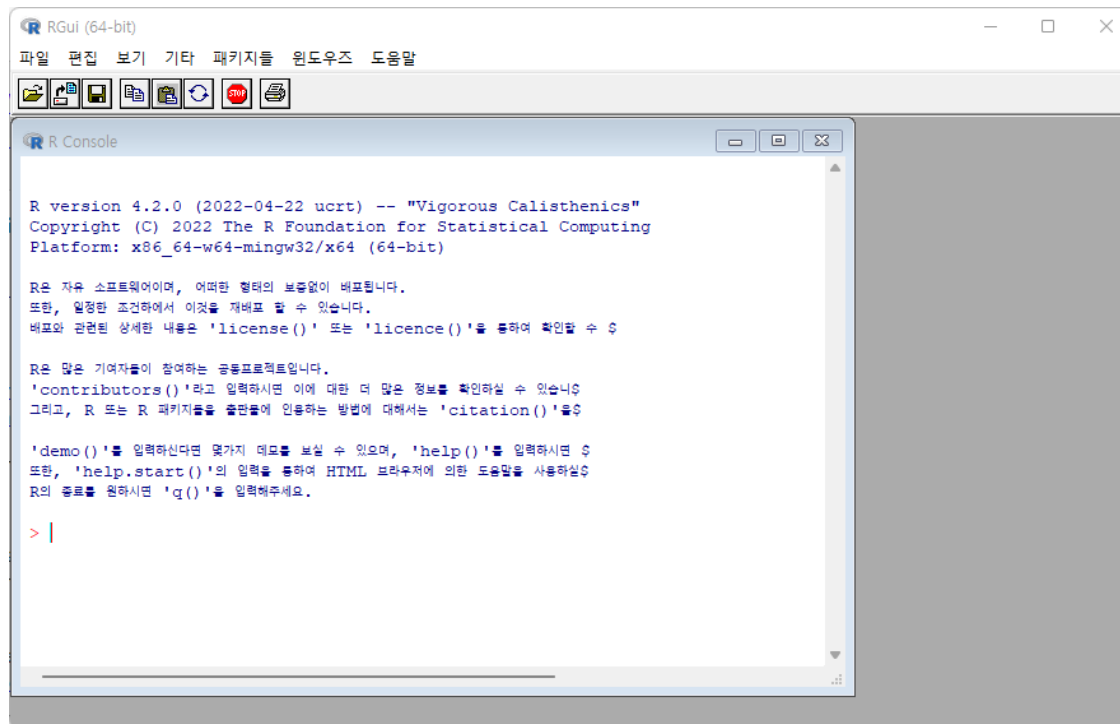 RGui (64-bit)
파일 편집 보기 기타 패키지들 윈도우즈 도움말
STOP
R Console
R version 4.2.0 (2022-04-22 ucrt) -- "Vigorous Calisthenics"
Copyright (C) 2022 The R Foundation for Statistical Computing
Platform: x86_64-w64-mingw32/x64 (64-bit)
R은 자유 소프트웨어이며, 어떠한 형태의 보증없이 배포됩니다.
또한, 일정한 조건하에서 이것을 재배포 할 수 있습니다.
배포와 관련된 상세한 내용은 'license()' 또는 'licence()'을 통하여 확인할 수 $
R은 많은 기여자들이 참여하는 공동프로젝트입니다.
'contributors()'라고 입력하시면 이에 대한 더 많은 정보를 확인하실 수 있습니$
그리고, R 또는 R 패키지들을 출판물에 인용하는 방법에 대해서는 'citation()'을$
'demo()'를 입력하신다면 몇가지 데모를 보실 수 있으며, 'help()'를 입력하시면 $
또한, 'help.start()'의 입력을 통하여 HTML 브라우저에 의한 도움말을 사용하실$
R의 종료를 원하시면 'q()'을 입력해주세요.
>